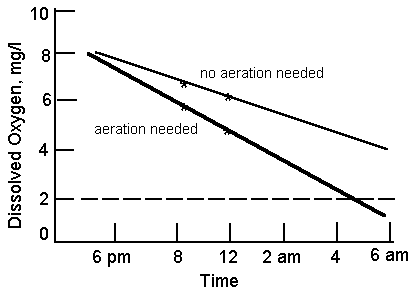 10
8
6
4
2
0
Dissolved Oxygen, mg/l
no aeration needed
aeration needed
6 pm
8
12
2 am
4
6 am
Time